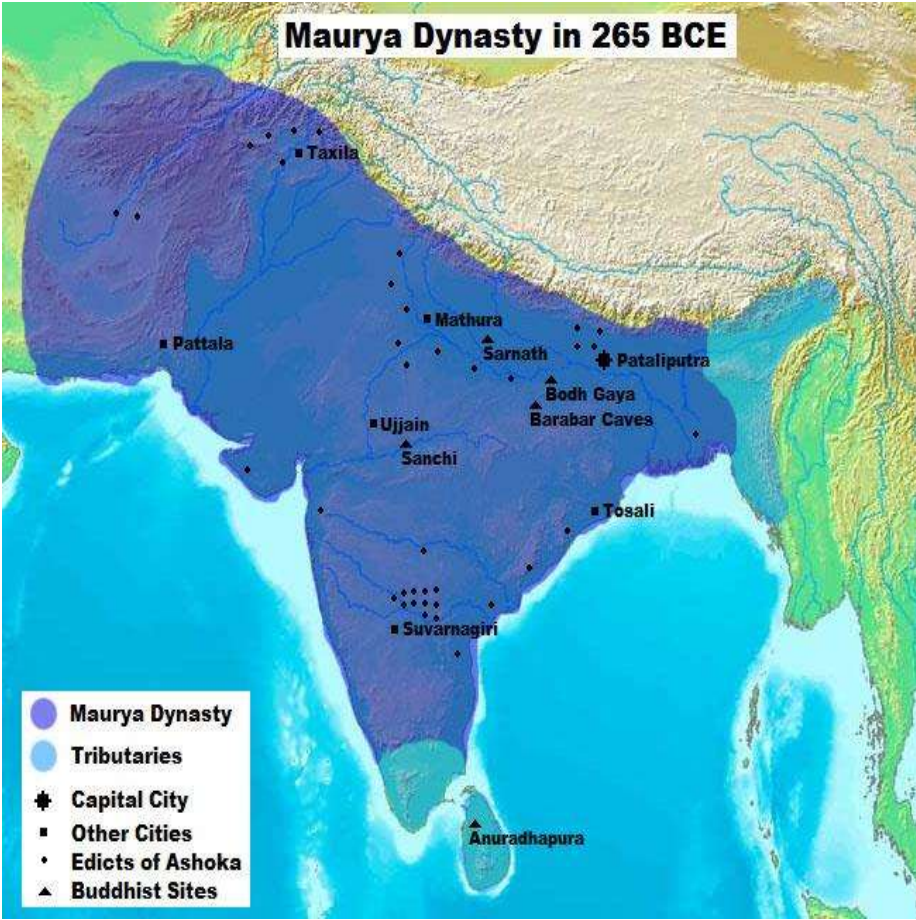 Maurya Dynasty in 265 BCE
Taxila
Mathura
Pattala
Sarnath
Pataliputra
Bodh Gaya
Barabar Caves
Ujjain
Sanchi
Tosali
Suvarnagiri
Maurya Dynasty
Tributaries
Capital City
Other Cities
Edicts of Ashoka
Buddhist Sites
Anuradhapura